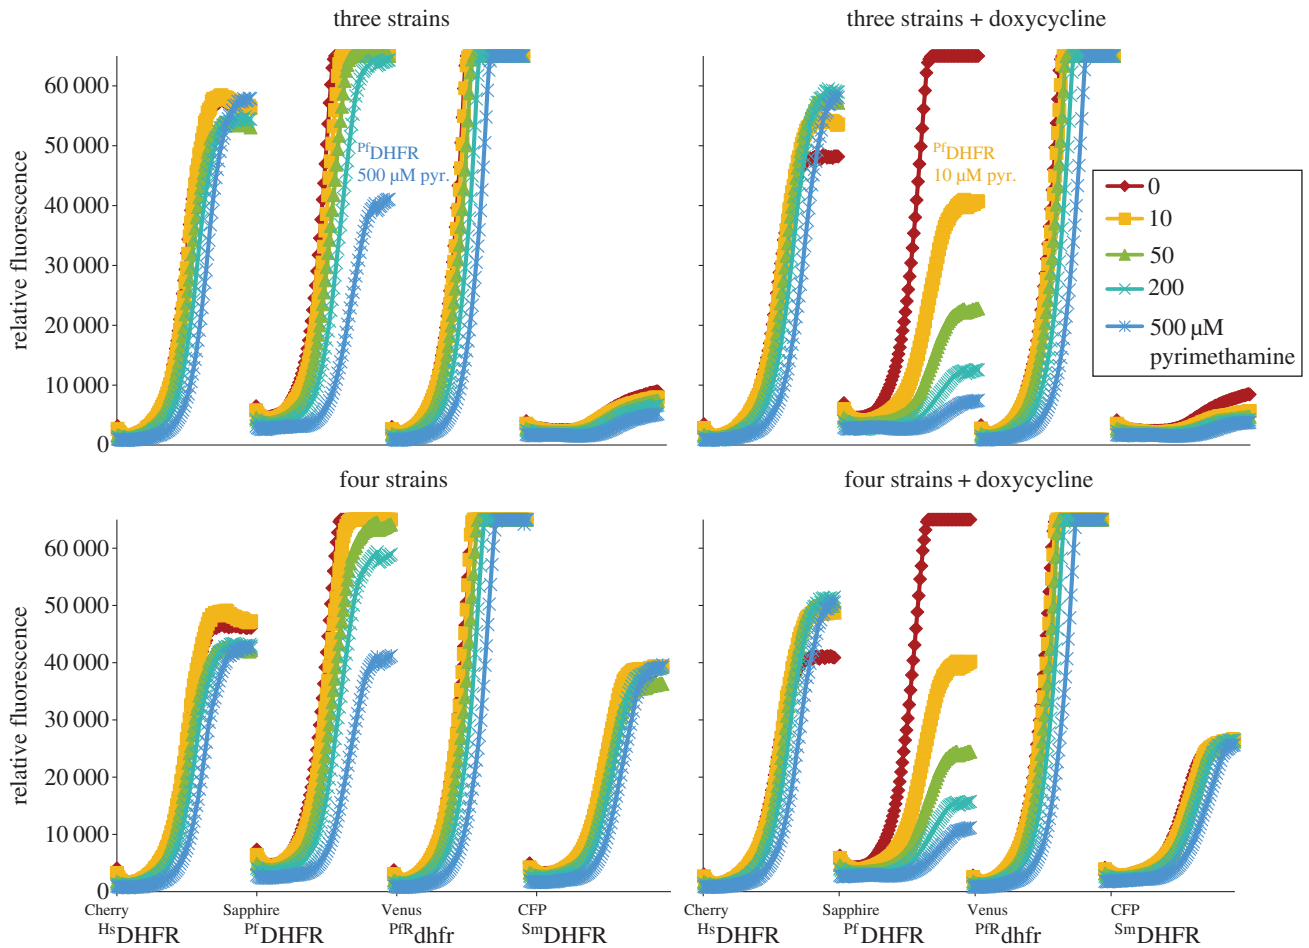 three strains
three strains + doxycycline
relative fluorescence
60 000
50 000
40 000
30 000
20 000
10 000
0
PfDHFR
500 μM pyr.
PfDHFR
10 μM pyr.
0
10
50
200
500 μM
pyrimethamine
four strains
four strains + doxycycline
relative fluorescence
60 000
50 000
40 000
30 000
20 000
10 000
0
Cherry
HsDHFR
Sapphire
PfDHFR
Venus
PfRdhfr
CFP
SmDHFR
Cherry
HsDHFR
Sapphire
PfDHFR
Venus
PfRdhfr
CFP
SmDHFR